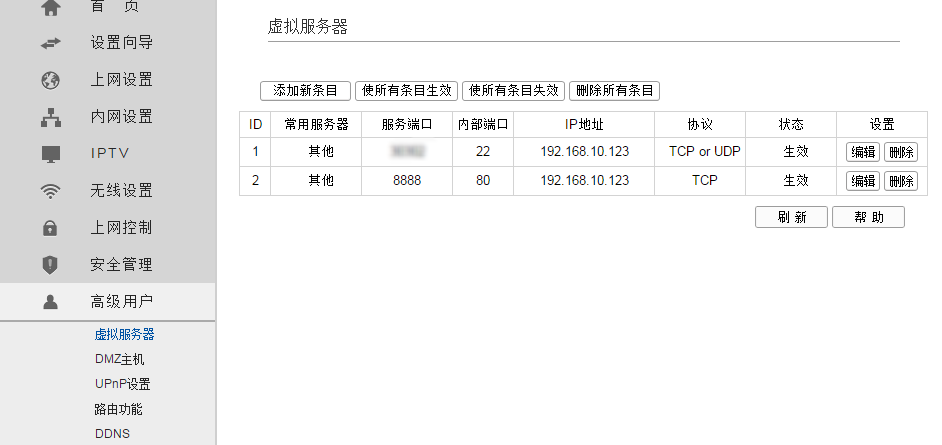 首 页
设置向导
上网设置
内网设置
IPTV
无线设置
上网控制
安全管理
高级用户
虚拟服务器
DMZ主机
UPnP设置
路由功能
DDNS
虚拟服务器
添加新条目 使所有条目生效 使所有条目失效 删除所有条目
ID 常用服务器 服务端口 内部端口 IP地址 协议 状态 设置
1 其他 22 192.168.10.123 TCP or UDP 生效 编辑 删除
2 其他 8888 80 192.168.10.123 TCP 生效 编辑 删除
刷 新 帮 助